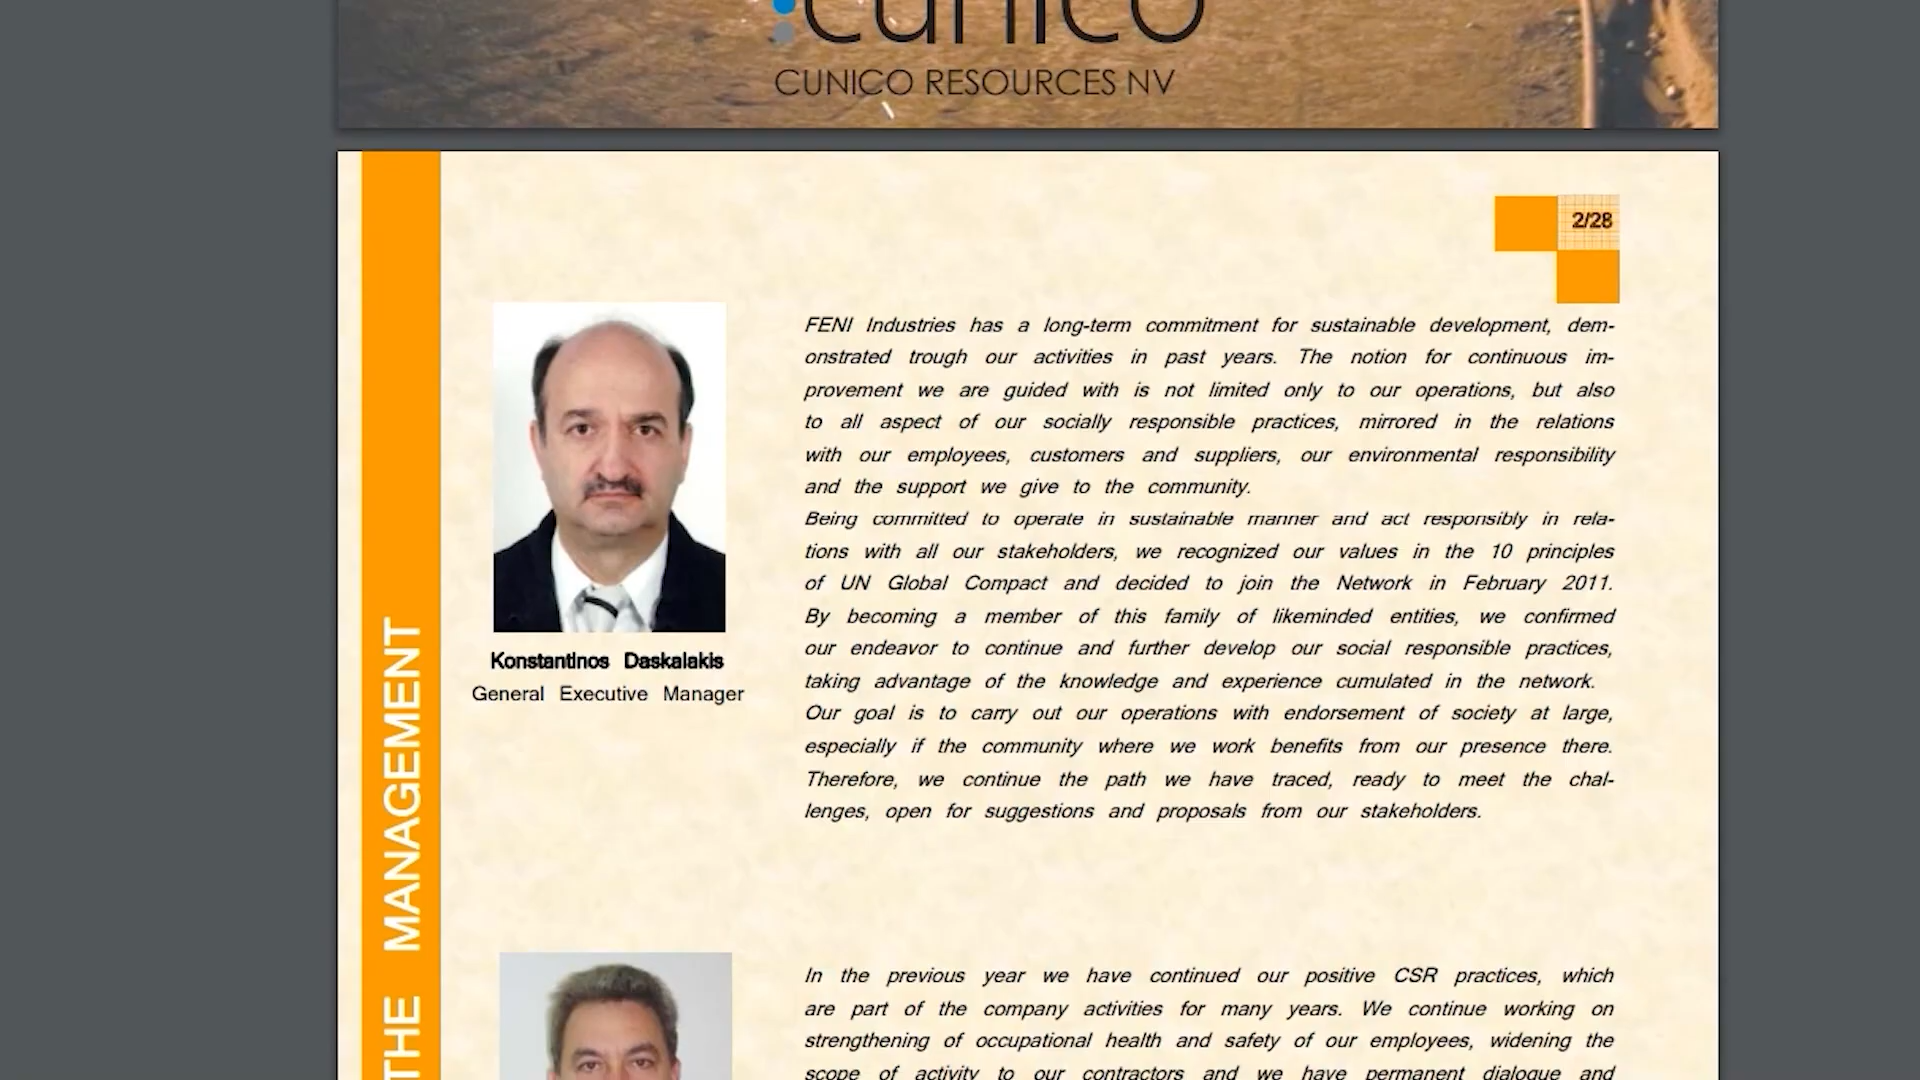 cunico
CUNICO RESOURCES NV
2/28
FENI Industries has a long-term commitment for sustainable development, dem-
onstrated trough our activities in past years. The notion for continuous im-
provement we are guided with is not limited only to our operations, but also
to all aspect of our socially responsible practices, mirrored in the relations
with our employees, customers and suppliers, our environmental responsibility
and the support we give to the community.
Being committed to operate in sustainable manner and act responsibly in rela-
tions with all our stakeholders, we recognized our values in the 10 principles
of UN Global Compact and decided to join the Network in February 2011.
By becoming a member of this family of likeminded entities, we confirmed
our endeavor to continue and further develop our social responsible practices,
taking advantage of the knowledge and experience cumulated in the network.
Our goal is to carry out our operations with endorsement of society at large,
especially if the community where we work benefits from our presence there.
Therefore, we continue the path we have traced, ready to meet the chal-
lenges, open for suggestions and proposals from our stakeholders.
Konstantinos Daskalakis
General Executive Manager
THE MANAGEMENT
In the previous year we have continued our positive CSR practices, which
are part of the company activities for many years. We continue working on
strengthening of occupational health and safety of our employees, widening the
scope of activity to our contractors and we have permanent dialogue and